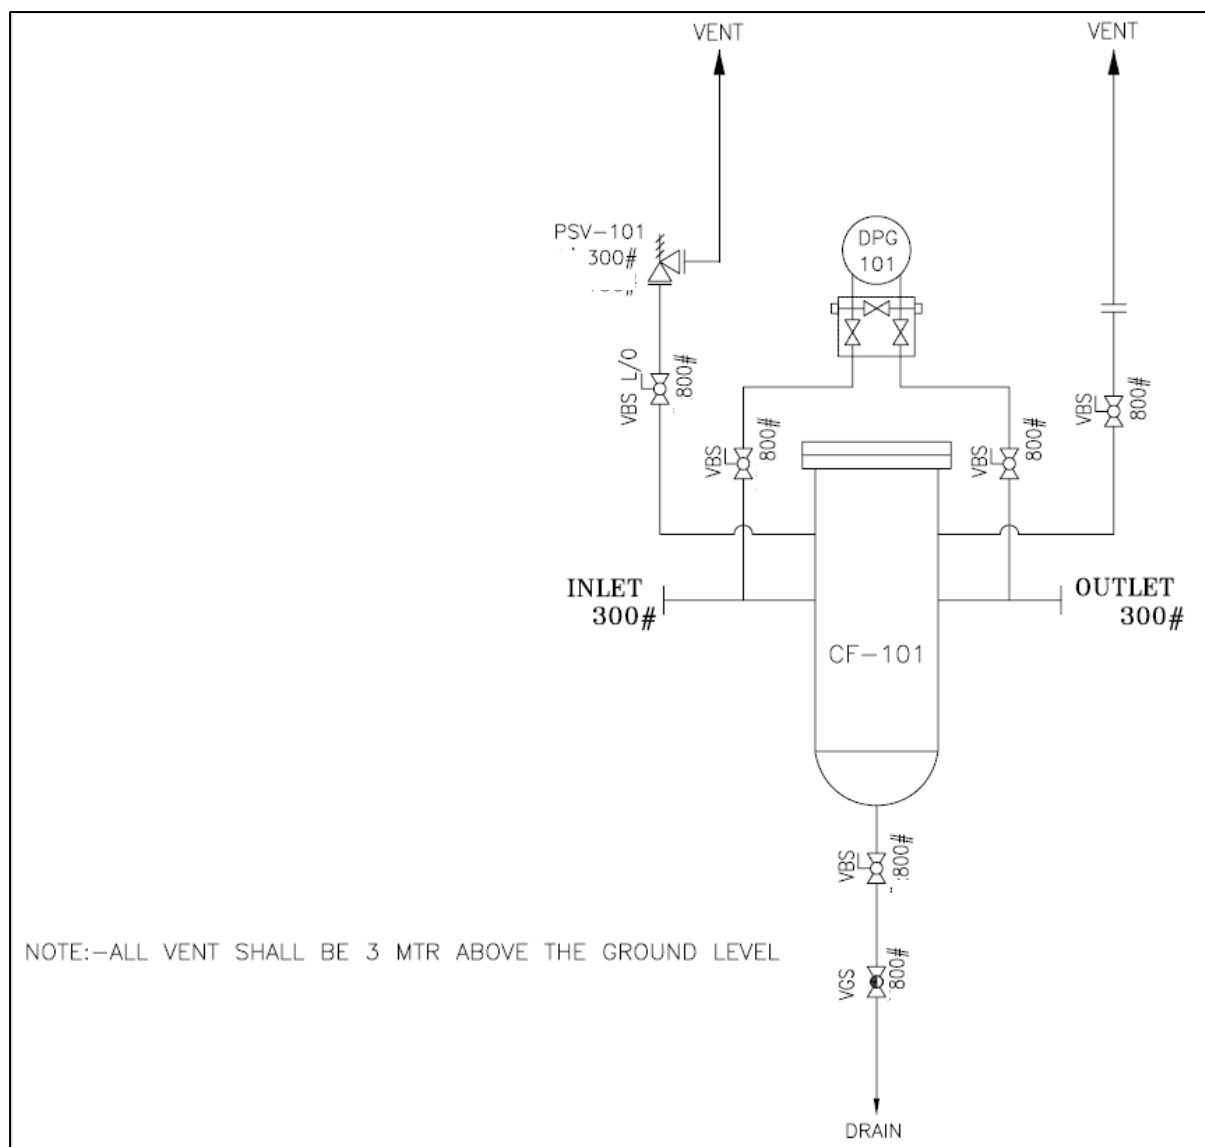 VENT
VENT
PSV-101
300#
DPG
101
VBS L/O
800#
VBS
800#
VBS
800#
VBS
800#
INLET
300#
OUTLET
300#
CF-101
VBS
800#
NOTE:-ALL VENT SHALL BE 3 MTR ABOVE THE GROUND LEVEL
VGS
800#
DRAIN